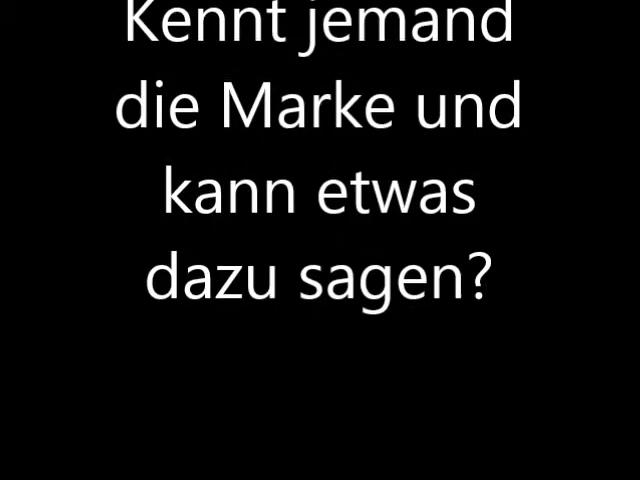 Kennt jemand
die Marke und
kann etwas
dazu sagen?